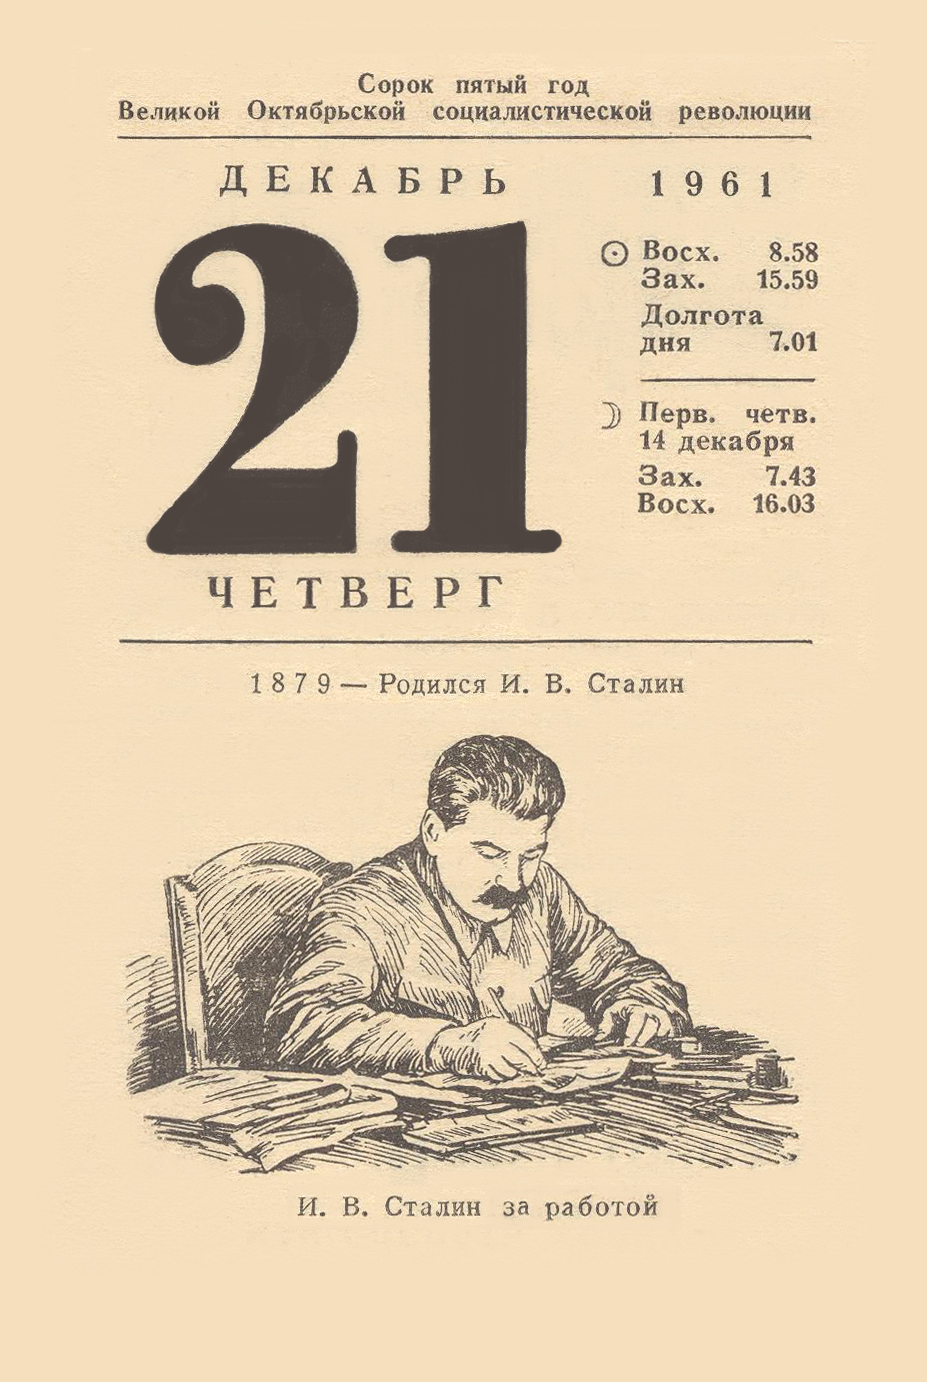 Сорок пятый год
Великой Октябрьской социалистической революции
ДЕКАБРЬ 1961
21
Восх. 8.58
Зах. 15.59
Долгота
дня 7.01
Перв. четв.
14 декабря
Зах. 7.43
Восх. 16.03
ЧЕТВЕРГ
1879 — Родился И. В. Сталин
И. В. Сталин за работой